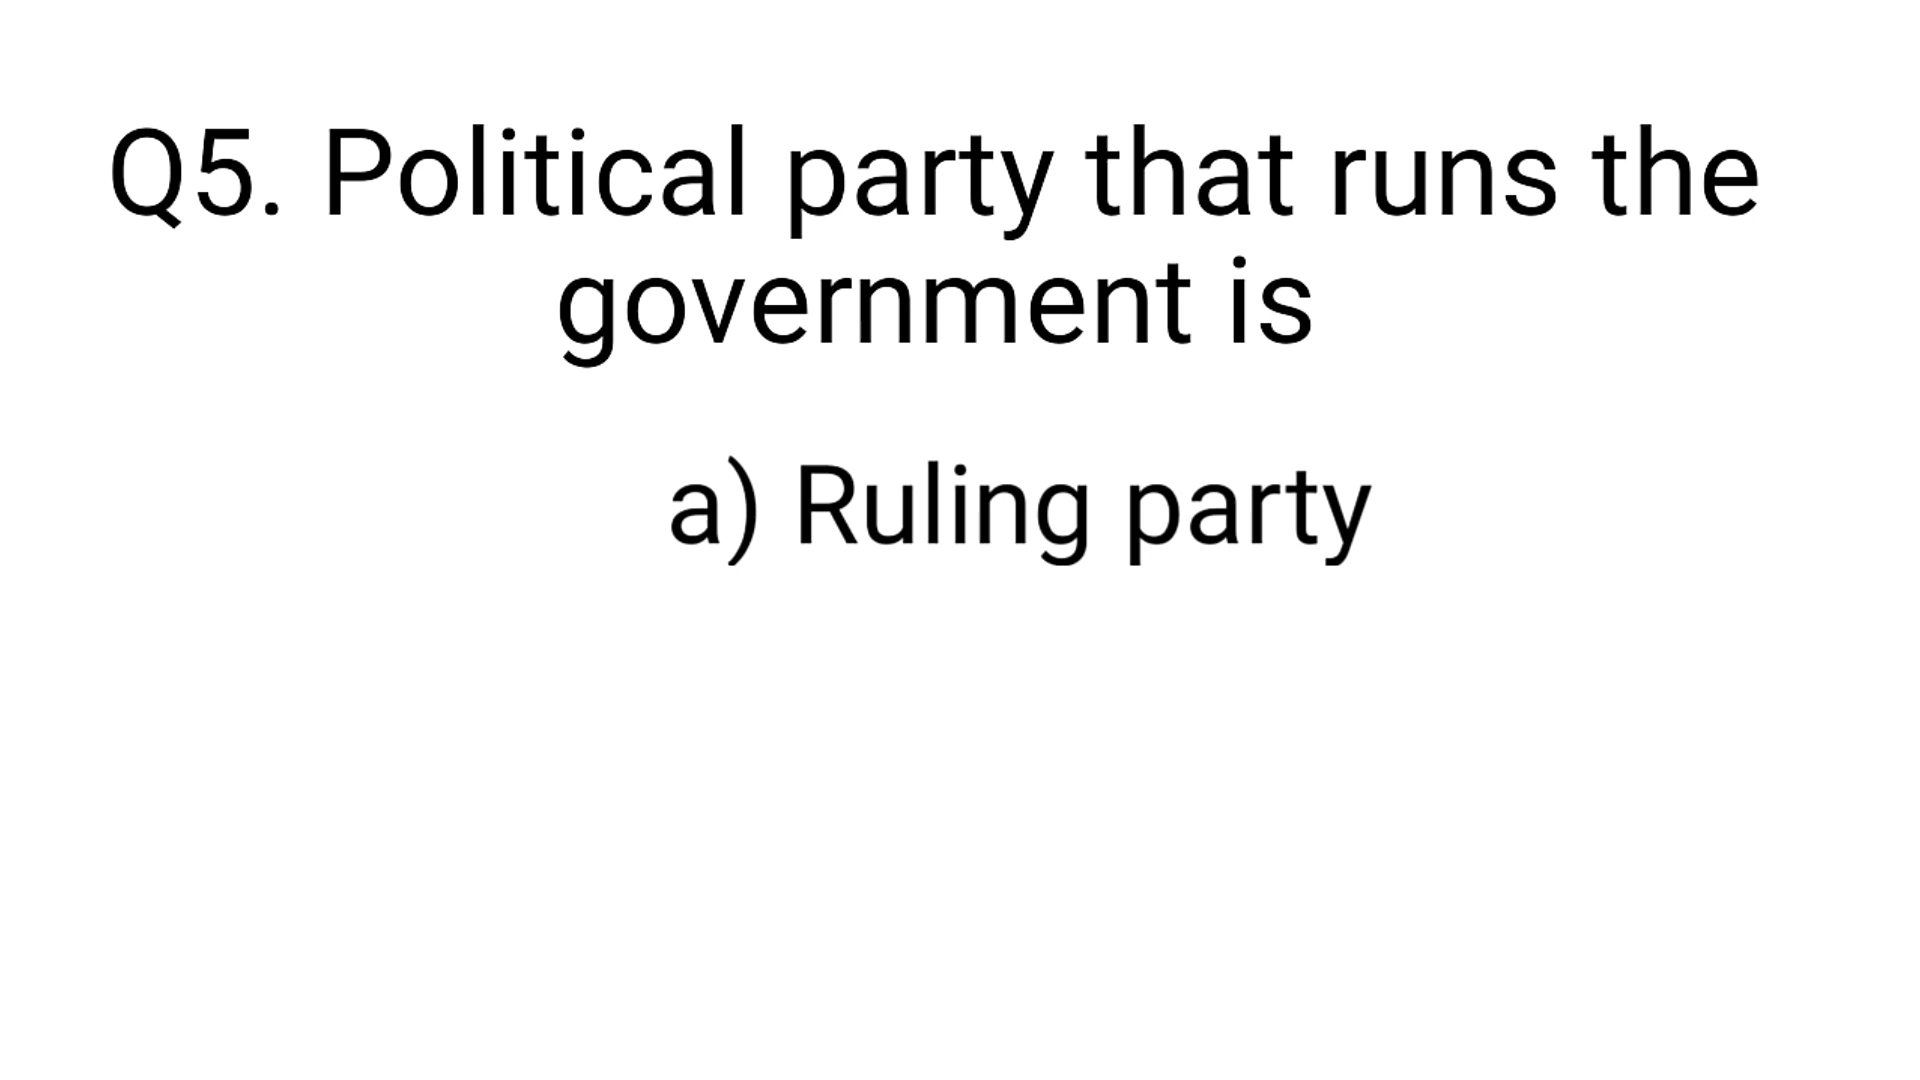 Q5. Political party that runs the
government is
a) Ruling party